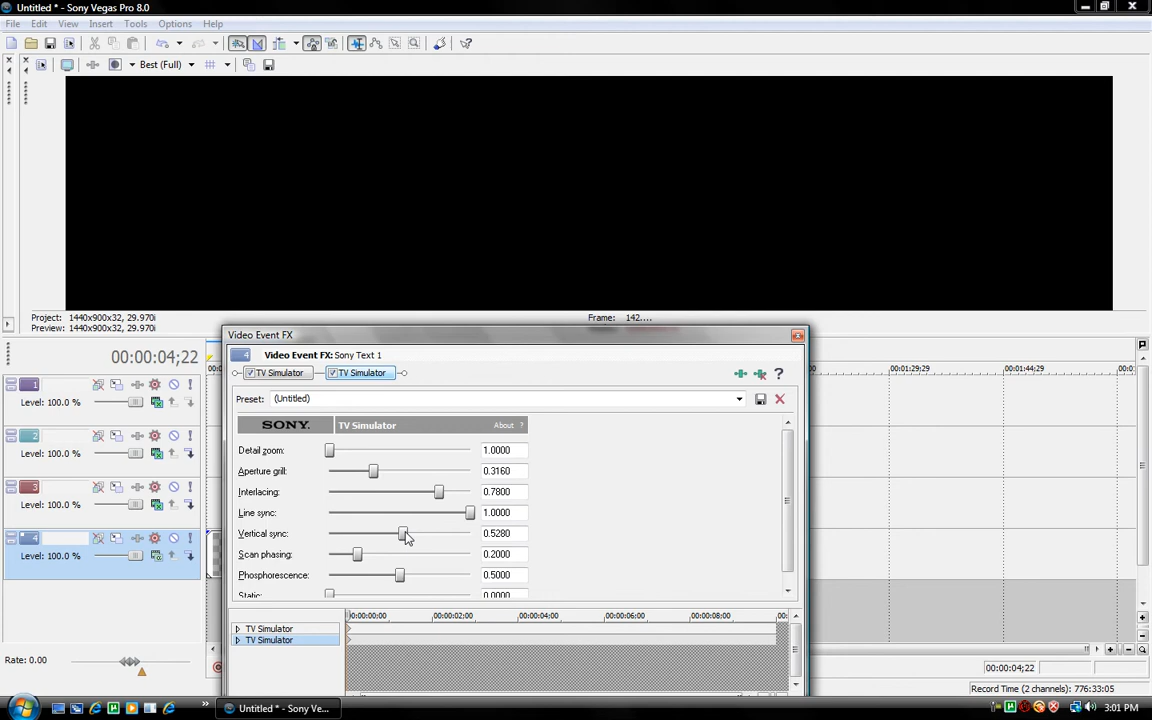 Untitled * - Sony Vegas Pro 8.0
File Edit View Insert Tools Options Help
Best (Full)
Project: 1440x900x32, 29.970i
Preview: 1440x900x32, 29.970i
Frame: 142....
Video Event FX
00:00:04;22
4 Video Event FX: Sony Text 1
00:01:29;29 00:01:44;29
TV Simulator TV Simulator
1
Level: 100.0 %
Preset: (Untitled)
SONY. TV Simulator About ?
2
Level: 100.0 %
Detail zoom: 1.0000
Aperture grill: 0.3160
3
Level: 100.0 %
Interlacing: 0.7800
Line sync: 1.0000
4
Level: 100.0 %
Vertical sync: 0.5280
Scan phasing: 0.2000
Phosphorescence: 0.5000
Static: 0.0000
00:00:00;00 00:00:02;00 00:00:04;00 00:00:06;00 00:00:08;00
TV Simulator
TV Simulator
Rate: 0.00
00:00:04;22
Record Time (2 channels): 776:33:05
Untitled * - Sony Ve...
3:01 PM